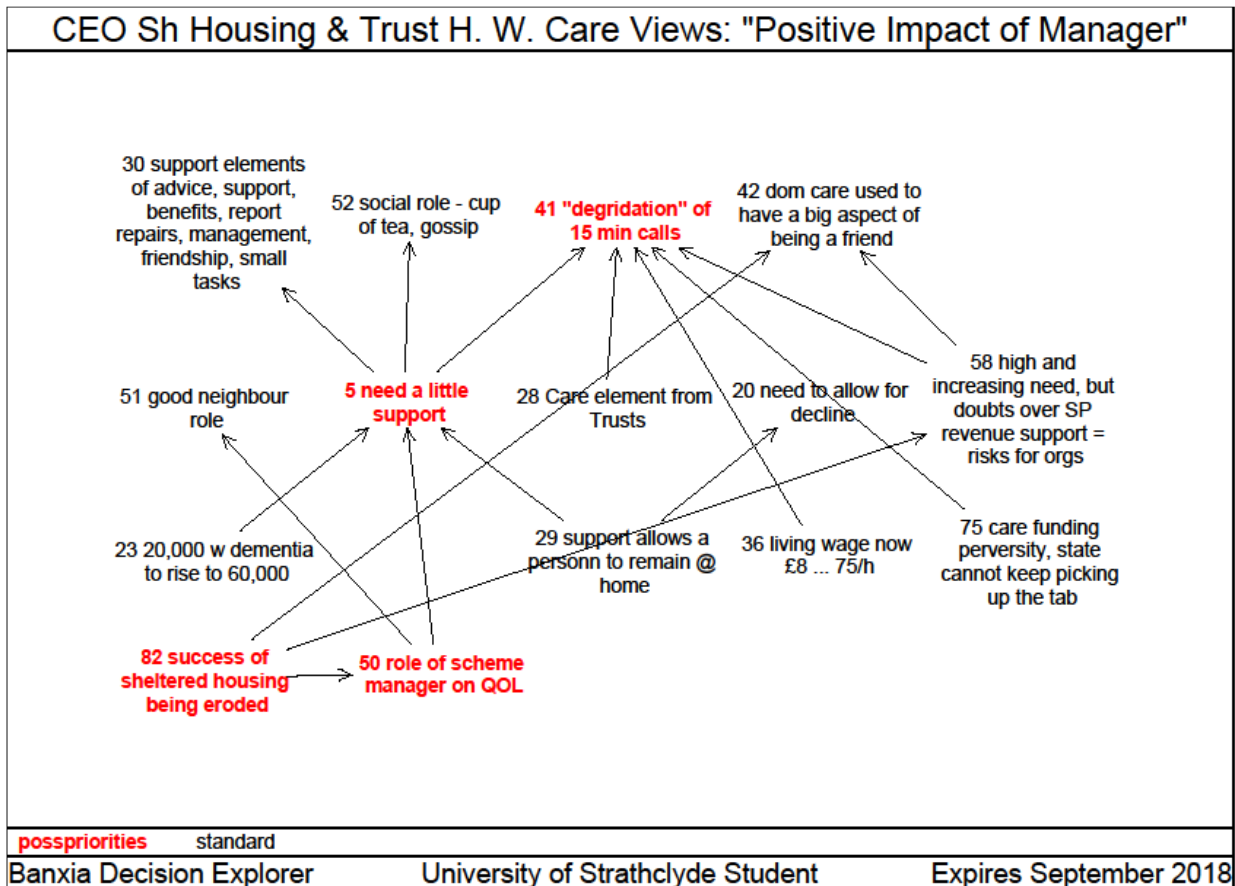 CEO Sh Housing & Trust H. W. Care Views: "Positive Impact of Manager"
30 support elements
of advice, support,
benefits, report
repairs, management,
friendship, small
tasks
52 social role - cup
of tea, gossip
41 "degridation" of
15 min calls
42 dom care used to
have a big aspect of
being a friend
51 good neighbour
role
5 need a little
support
28 Care element from
Trusts
20 need to allow for
decline
58 high and
increasing need, but
doubts over SP
revenue support =
risks for orgs
23 20,000 w dementia
to rise to 60,000
29 support allows a
personn to remain @
home
36 living wage now
£8 ... 75/h
75 care funding
perversity, state
cannot keep picking
up the tab
82 success of
sheltered housing
being eroded
50 role of scheme
manager on QOL
posspriorities standard
Banxia Decision Explorer University of Strathclyde Student Expires September 2018